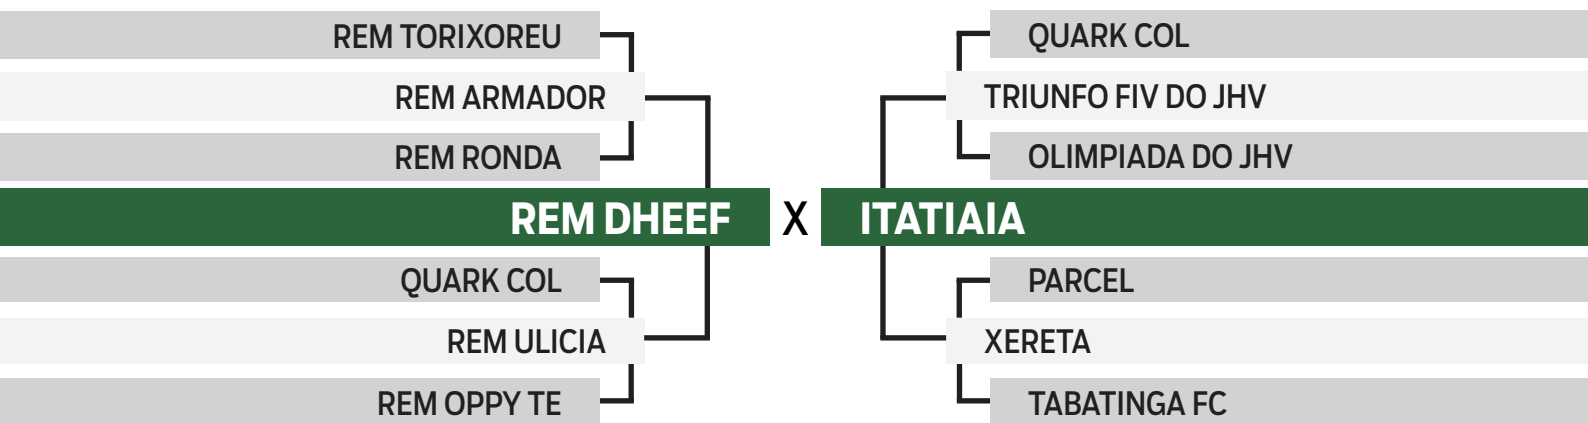 REM TORIXOREU
REM ARMADOR
REM RONDA
REM DHEEF X ITATIAIA
QUARK COL
REM ULICIA
REM OPPY TE
QUARK COL
TRIUNFO FIV DO JHV
OLIMPIADA DO JHV
PARCEL
XERETA
TABATINGA FC